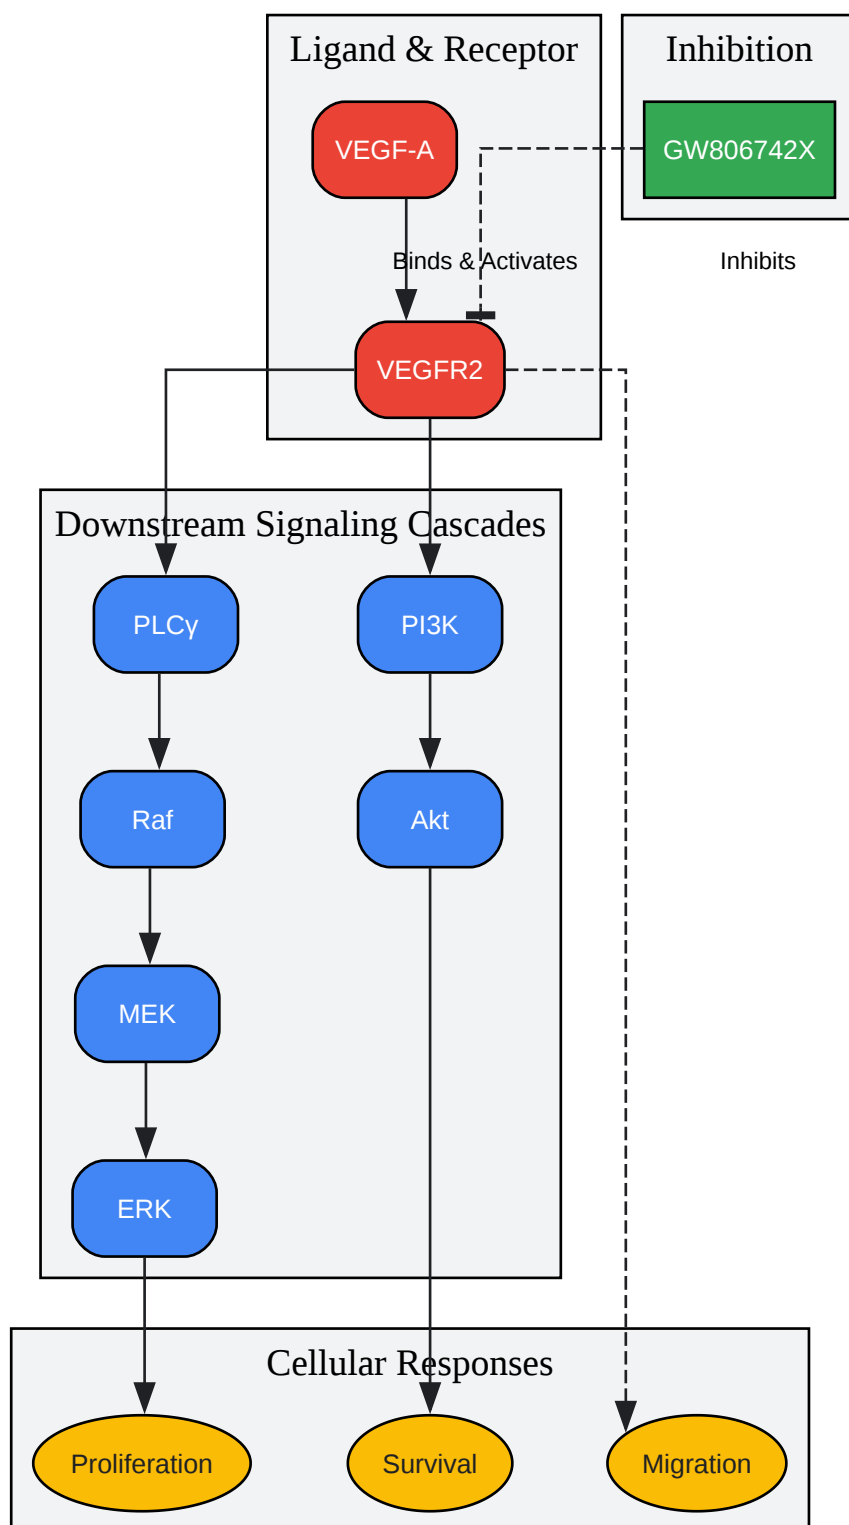 Ligand & Receptor
Inhibition
VEGF-A
GW806742X
Binds & Activates
Inhibits
VEGFR2
Downstream Signaling Cascades
PLCγ
PI3K
Raf
Akt
MEK
ERK
Cellular Responses
Proliferation
Survival
Migration